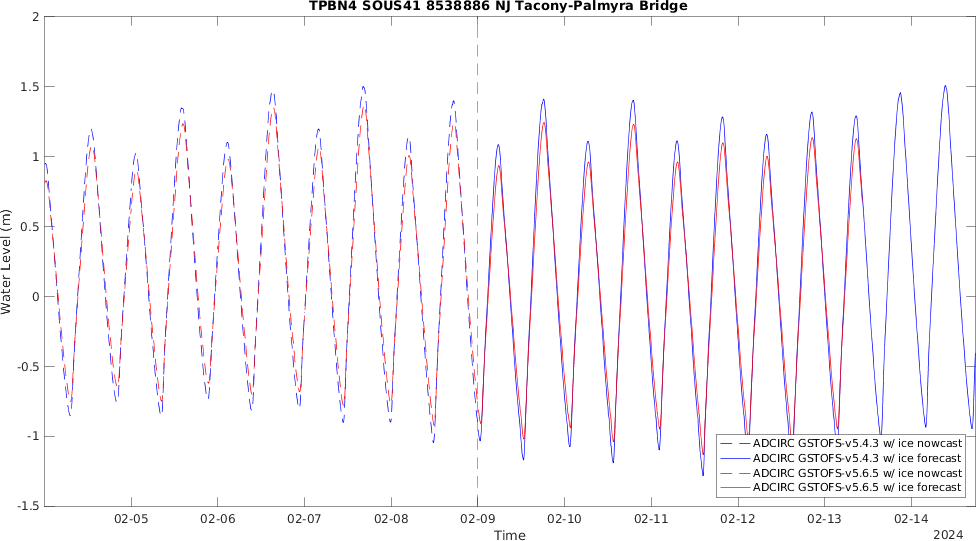 TPBN4 SOUS41 8538886 NJ Tacony-Palmyra Bridge
2
1.5
1
0.5
0
-0.5
-1
-1.5
Water Level (m)
ADCIRC GSTOFS-v5.4.3 w/ ice nowcast
ADCIRC GSTOFS-v5.4.3 w/ ice forecast
ADCIRC GSTOFS-v5.6.5 w/ ice nowcast
ADCIRC GSTOFS-v5.6.5 w/ ice forecast
02-05 02-06 02-07 02-08 02-09 02-10 02-11 02-12 02-13 02-14
Time
2024